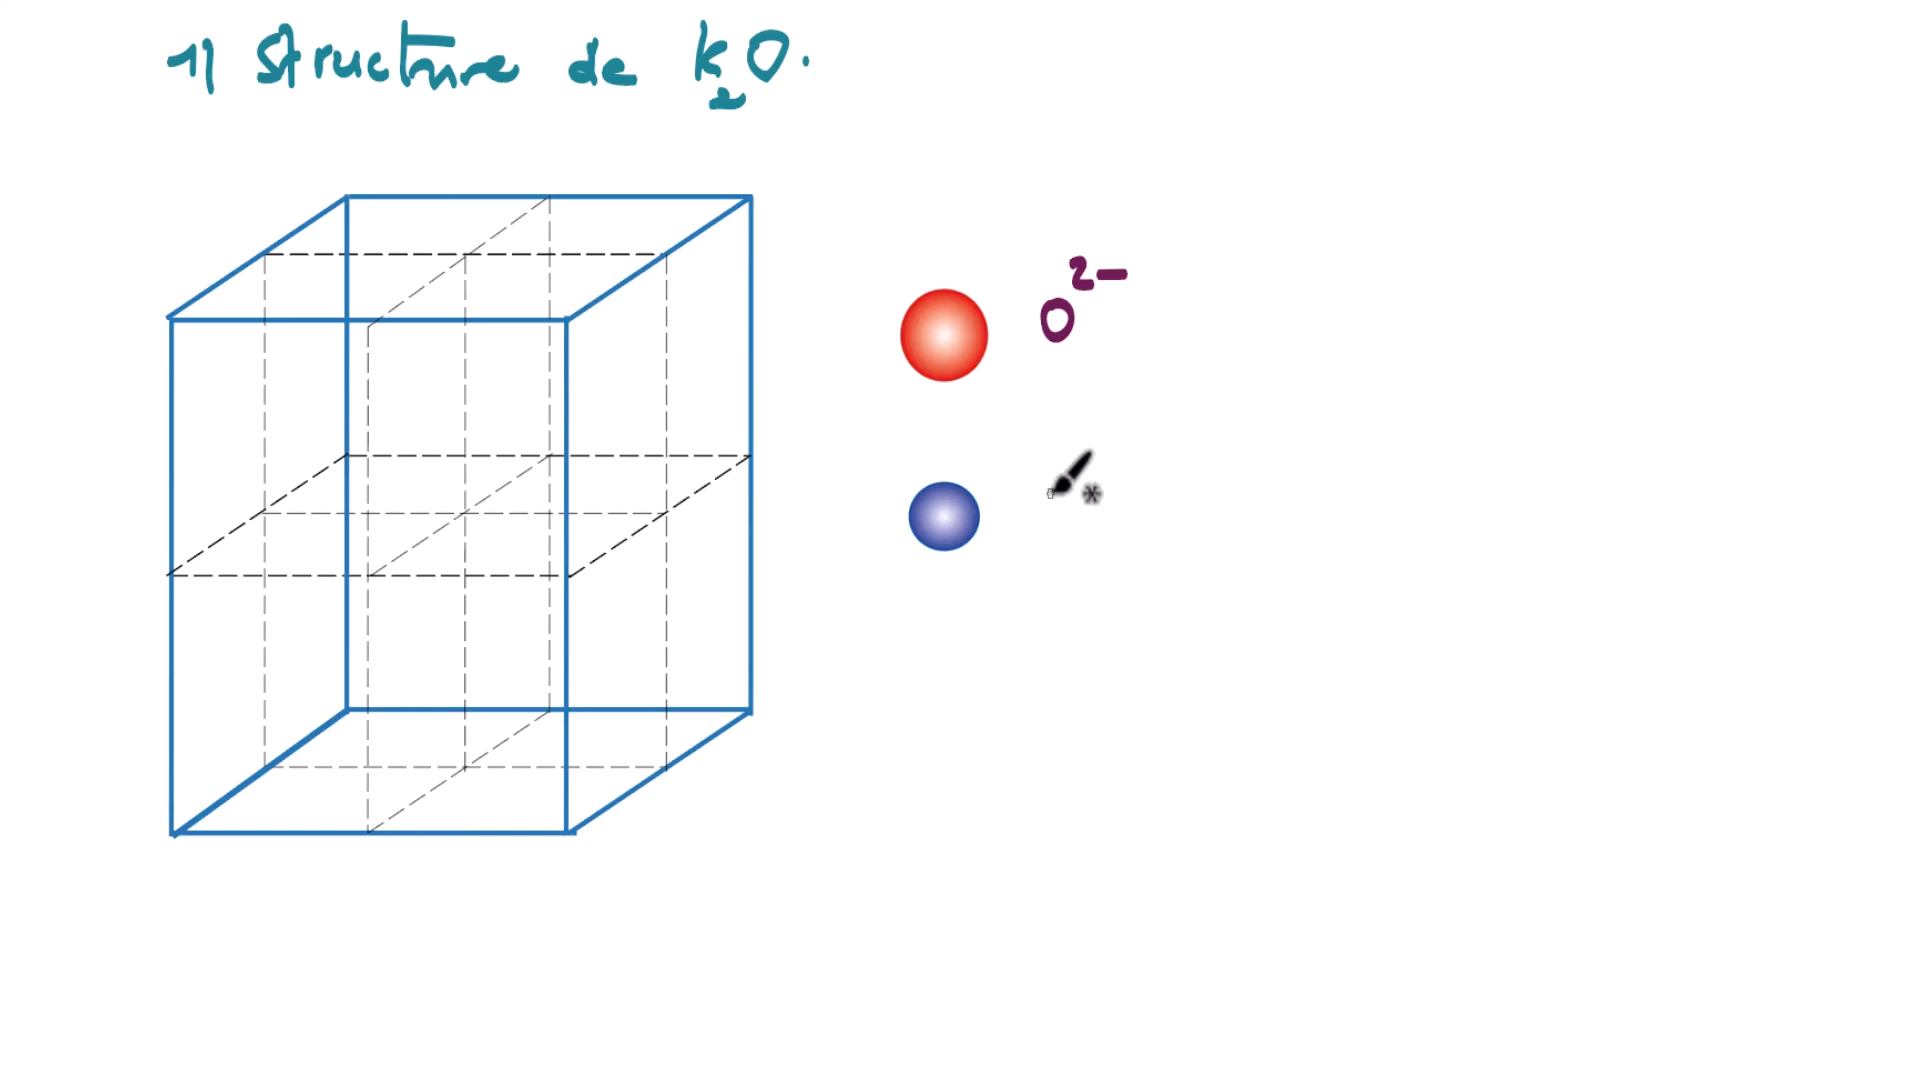 1) Structure de K₂O.
O²⁻